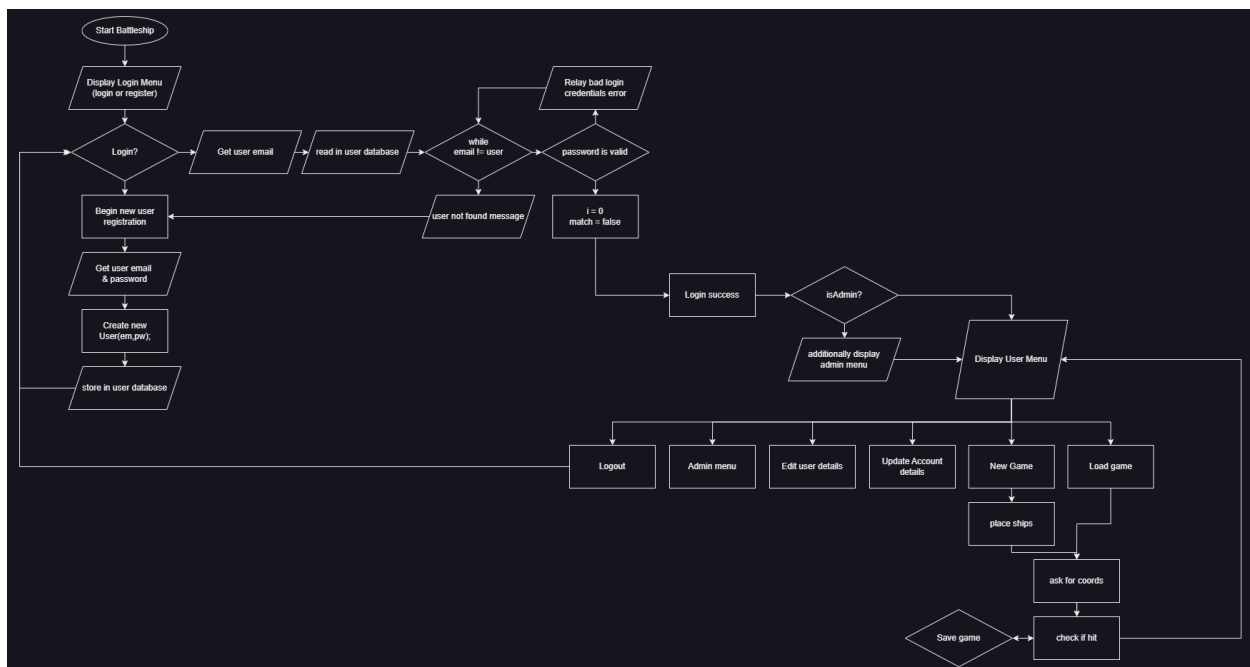 Start Battleship
Display Login Menu
(login or register)
Relay bad login
credentials error
Login?
Get user email
read in user database
while
email != user
password is valid
Begin new user
registration
user not found message
i = 0
match = false
Get user email
& password
Login success
isAdmin?
Create new
User(em,pw);
additionally display
admin menu
Display User Menu
store in user database
Logout
Admin menu
Edit user details
Update Account
details
New Game
Load game
place ships
ask for coords
Save game
check if hit